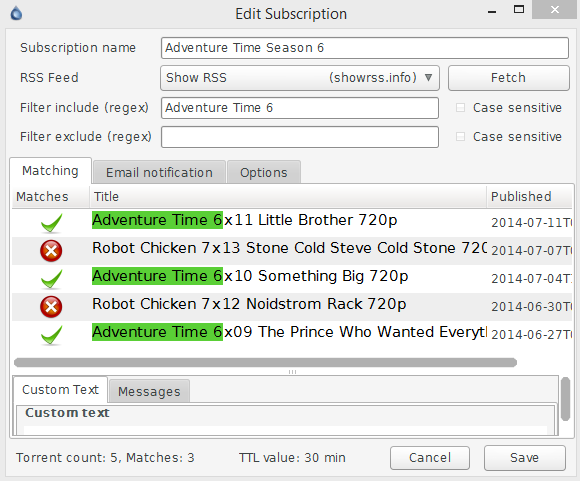 Edit Subscription
Subscription name Adventure Time Season 6
RSS Feed Show RSS (showrss.info) Fetch
Filter include (regex) Adventure Time 6 Case sensitive
Filter exclude (regex) Case sensitive
Matching Email notification Options
Matches Title Published
Adventure Time 6x11 Little Brother 720p 2014-07-11T0
Robot Chicken 7x13 Stone Cold Steve Cold Stone 720 2014-07-07T0
Adventure Time 6x10 Something Big 720p 2014-07-04T
Robot Chicken 7x12 Noidstrom Rack 720p 2014-06-30T0
Adventure Time 6x09 The Prince Who Wanted Everyt 2014-06-27T0
Custom Text Messages
Custom text
Torrent count: 5, Matches: 3 TTL value: 30 min Cancel Save